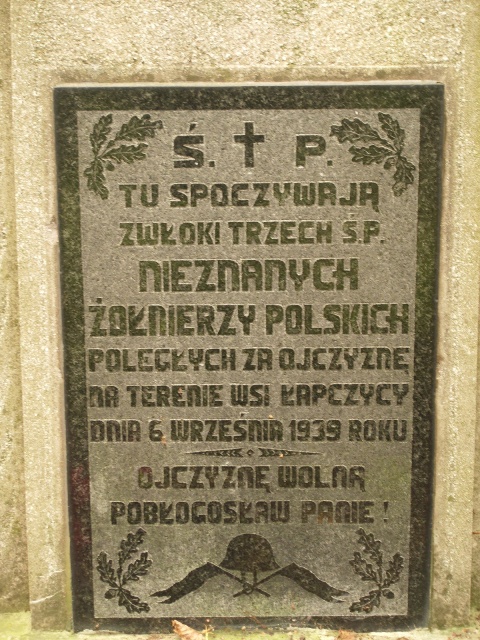 Ś. † P.
TU SPOCZYWAJĄ
ZWŁOKI TRZECH Ś.P.
NIEZNANYCH
ŻOŁNIERZY POLSKICH
POLEGŁYCH ZA OJCZYZNĘ
NA TERENIE WSI ŁAPCZYCY
DNIA 6 WRZEŚNIA 1939 ROKU
OJCZYZNĘ WOLNĄ
POBŁOGOSŁAW PANIE!